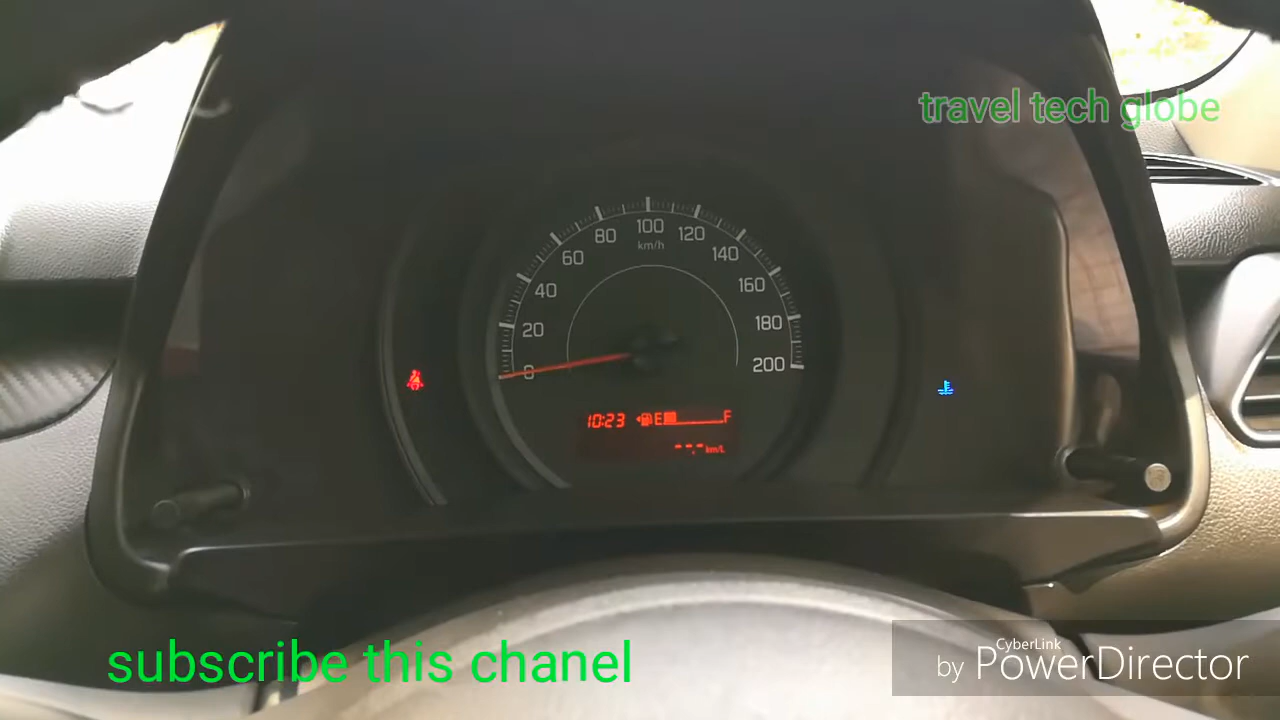 travel tech globe
100
80
120
km/h
60
140
40
160
20
180
0
200
10:23
E
F
--.-km/L
subscribe this chanel
CyberLink
by PowerDirector